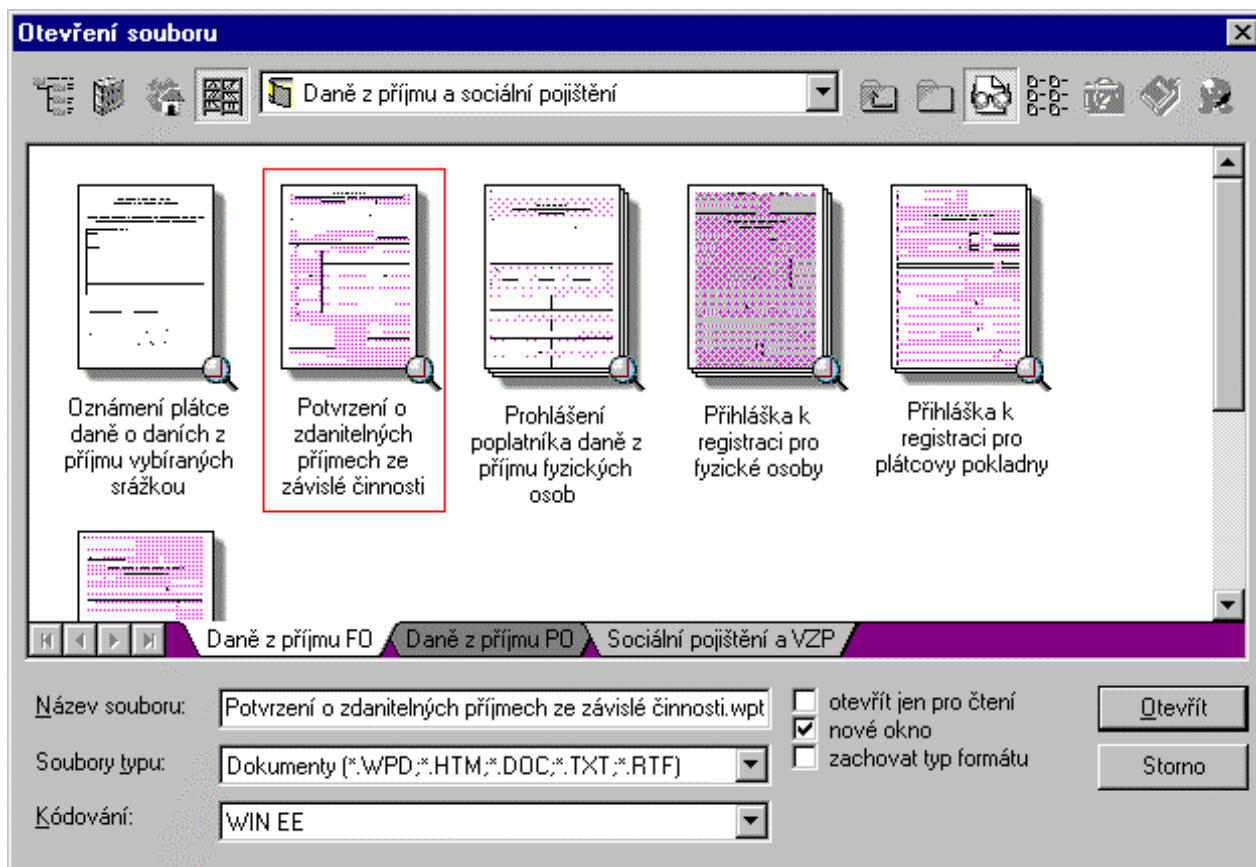 Otevření souboru
Daně z příjmu a sociální pojištění
Oznámení plátce
daně o daních z
příjmu vybíraných
srážkou
Potvrzení o
zdanitelných
příjmech ze
závislé činnosti
Prohlášení
poplatníka daně z
příjmu fyzických
osob
Přihláška k
registraci pro
fyzické osoby
Přihláška k
registraci pro
plátcovy pokladny
Daně z příjmu FO
Daně z příjmu PO
Sociální pojištění a VZP
Název souboru:
Potvrzení o zdanitelných příjmech ze závislé činnosti.wpt
otevřít jen pro čtení
nové okno
zachovat typ formátu
Otevřít
Soubory typu:
Dokumenty (*.WPD;*.HTM;*.DOC;*.TXT;*.RTF)
Storno
Kódování:
WIN EE